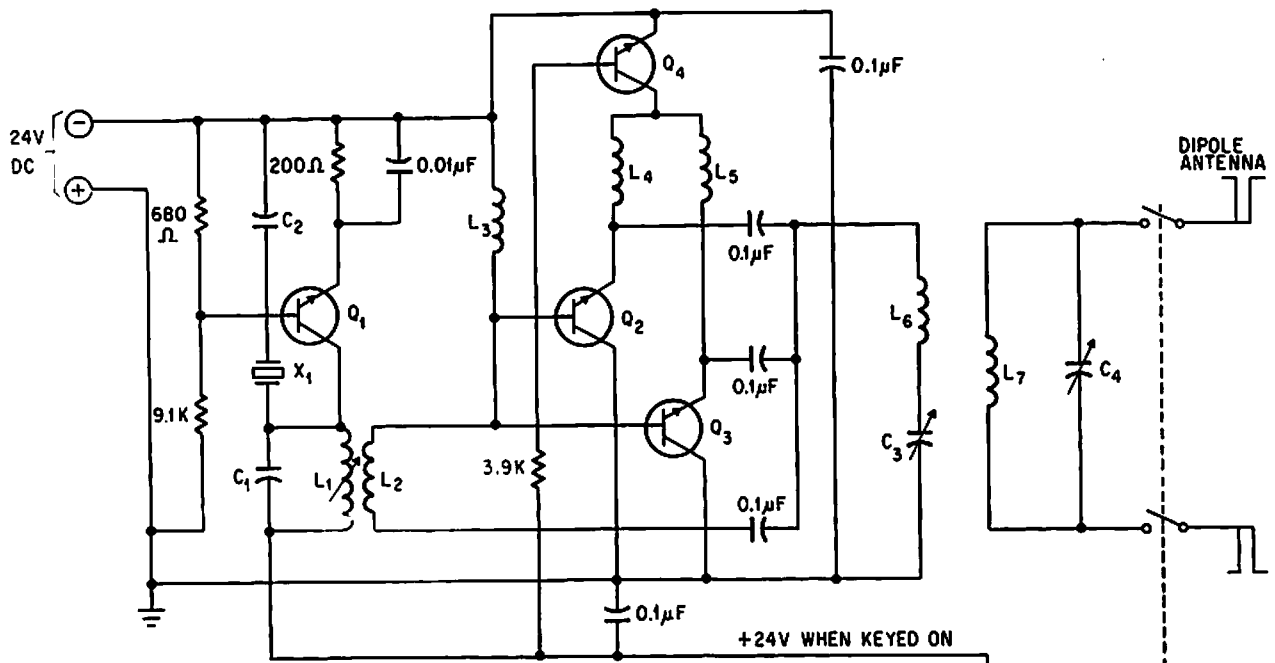 Q4
0.1µF
24V
DC
−
+
200Ω
0.01µF
L4
L5
DIPOLE
ANTENNA
680
Ω
C2
L3
0.1µF
Q1
Q2
L6
X1
0.1µF
L7
C4
9.1K
Q3
C3
C1
L1
L2
3.9K
0.1µF
0.1µF
+24V WHEN KEYED ON